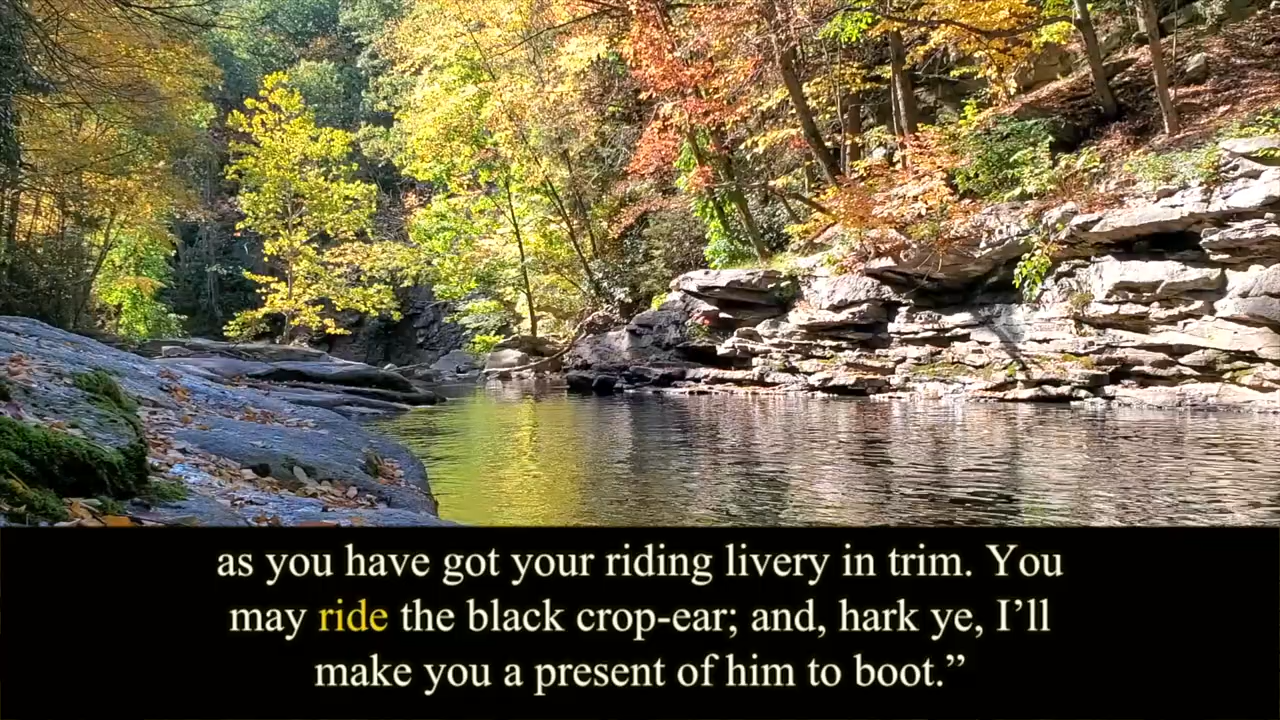 as you have got your riding livery in trim. You
may ride the black crop-ear; and, hark ye, I’ll
make you a present of him to boot.”